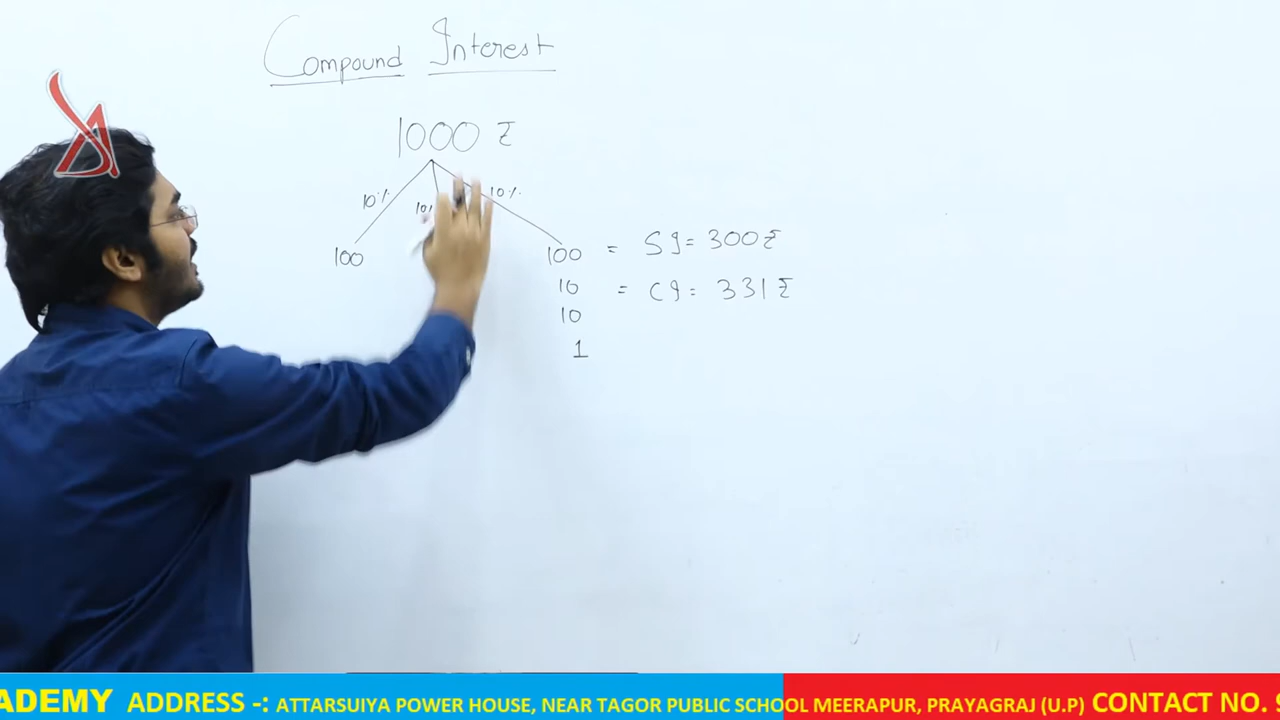 Compound Interest
1000 ₹
10% 10% 10%
100 100 = SI = 300 ₹
10 = CI = 331 ₹
10
1
ADEMY ADDRESS -: ATTARSUIYA POWER HOUSE, NEAR TAGOR PUBLIC SCHOOL MEERAPUR, PRAYAGRAJ (U.P) CONTACT NO.